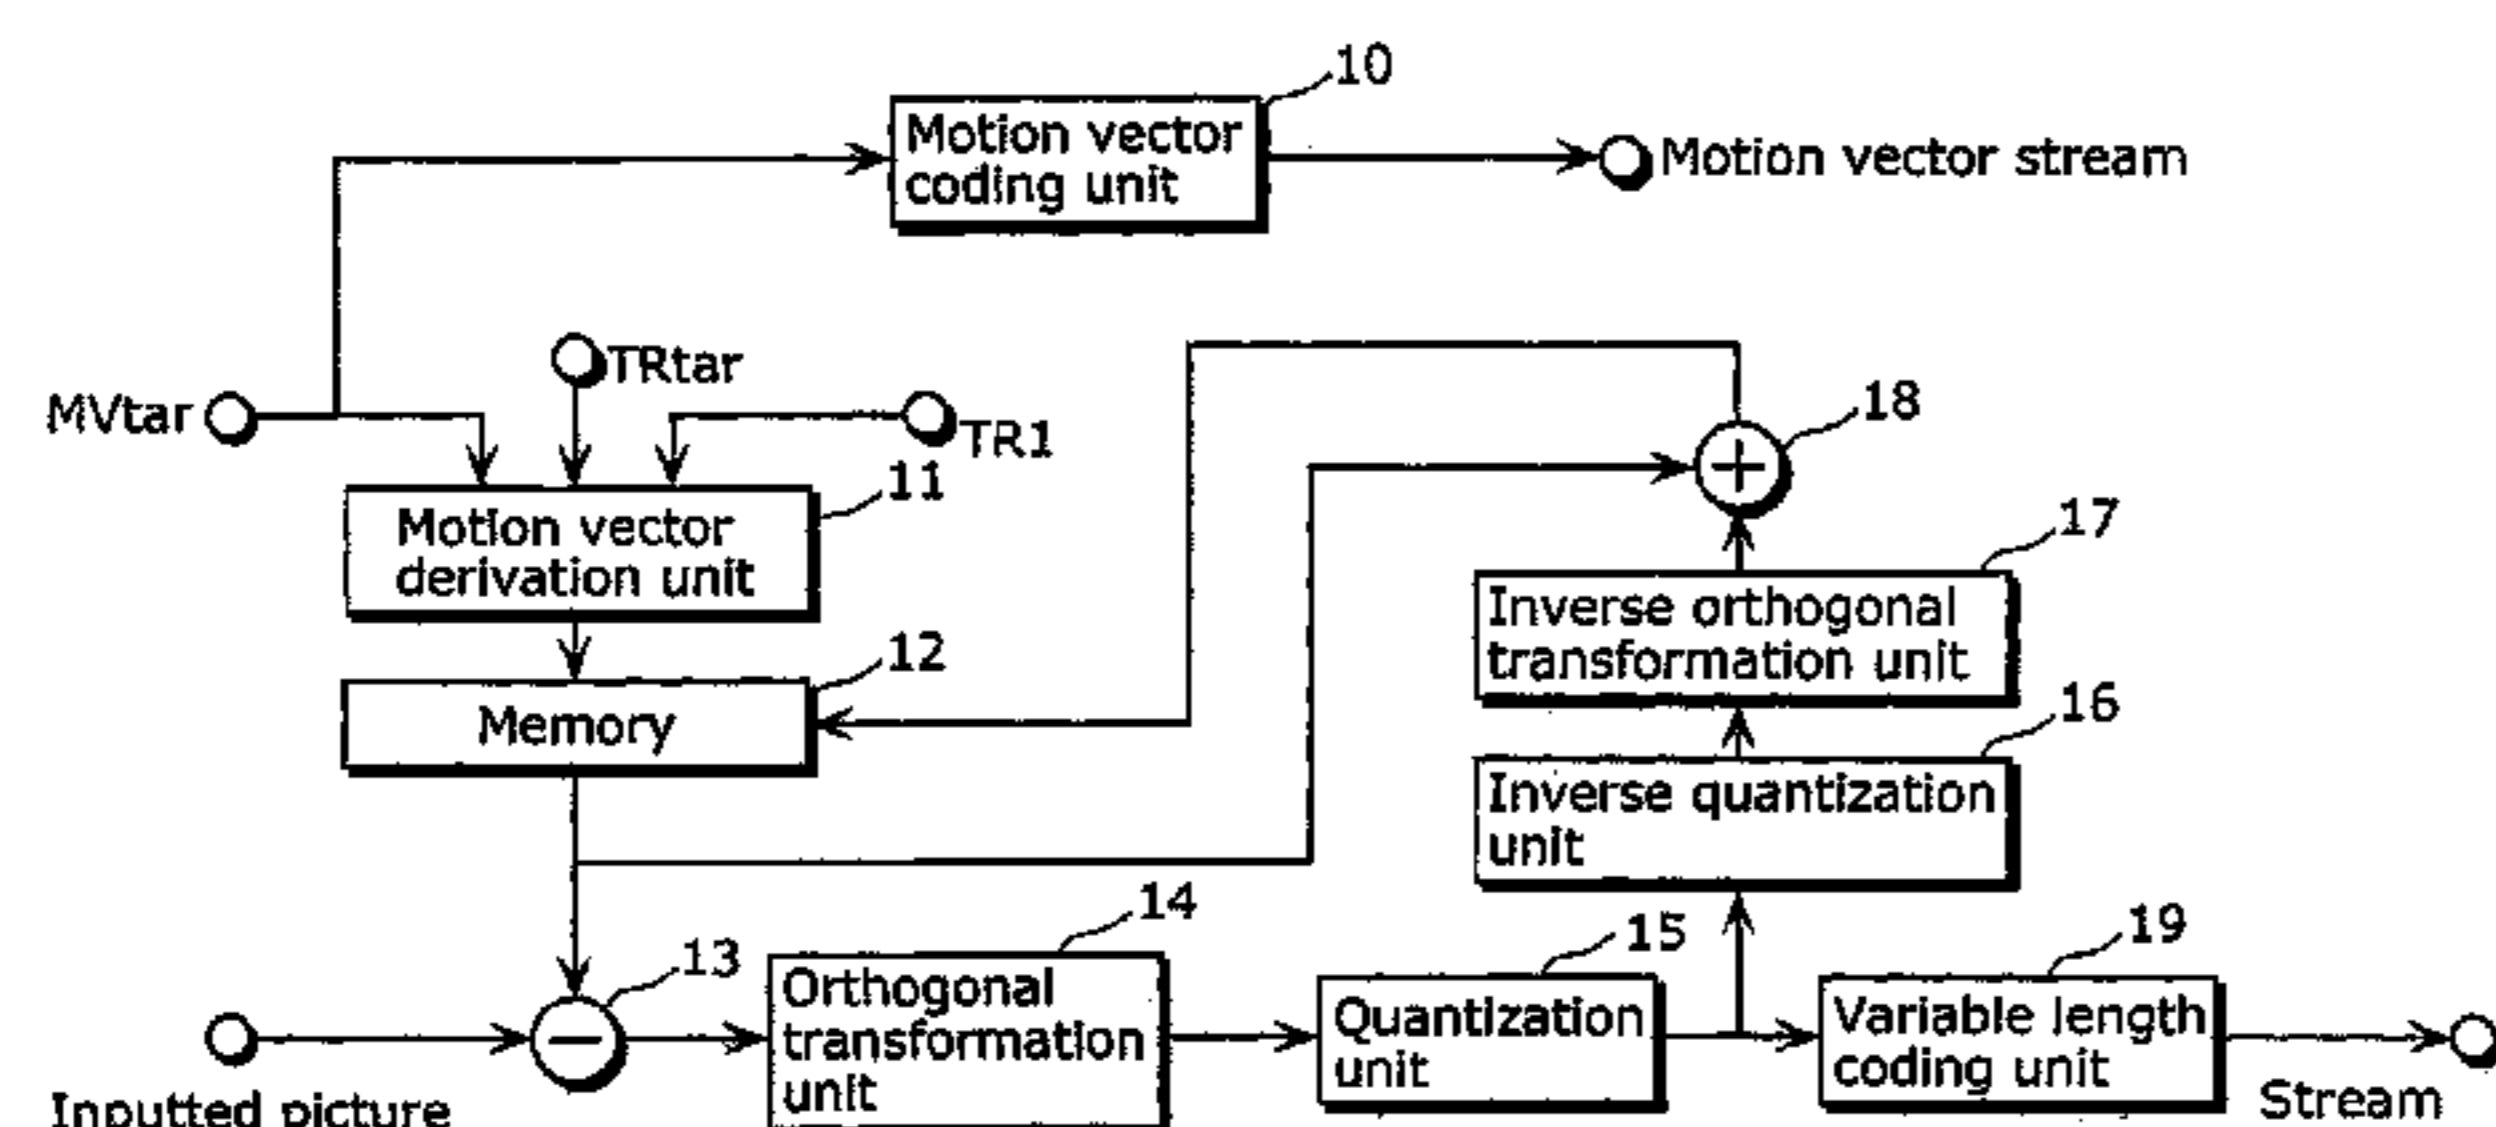 10
Motion vector
coding unit
Motion vector stream
TRtar
MVtar
TR1
18
11
Motion vector
derivation unit
17
Inverse orthogonal
transformation unit
12
Memory
16
Inverse quantization
unit
14
15
19
13
Orthogonal
transformation
unit
Quantization
unit
Variable length
coding unit
Inputted picture
Stream